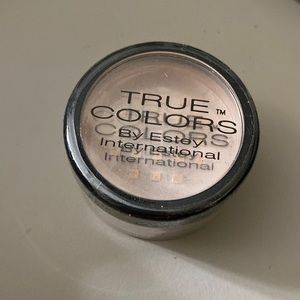 TRUE™
COLORS
By Estey
International